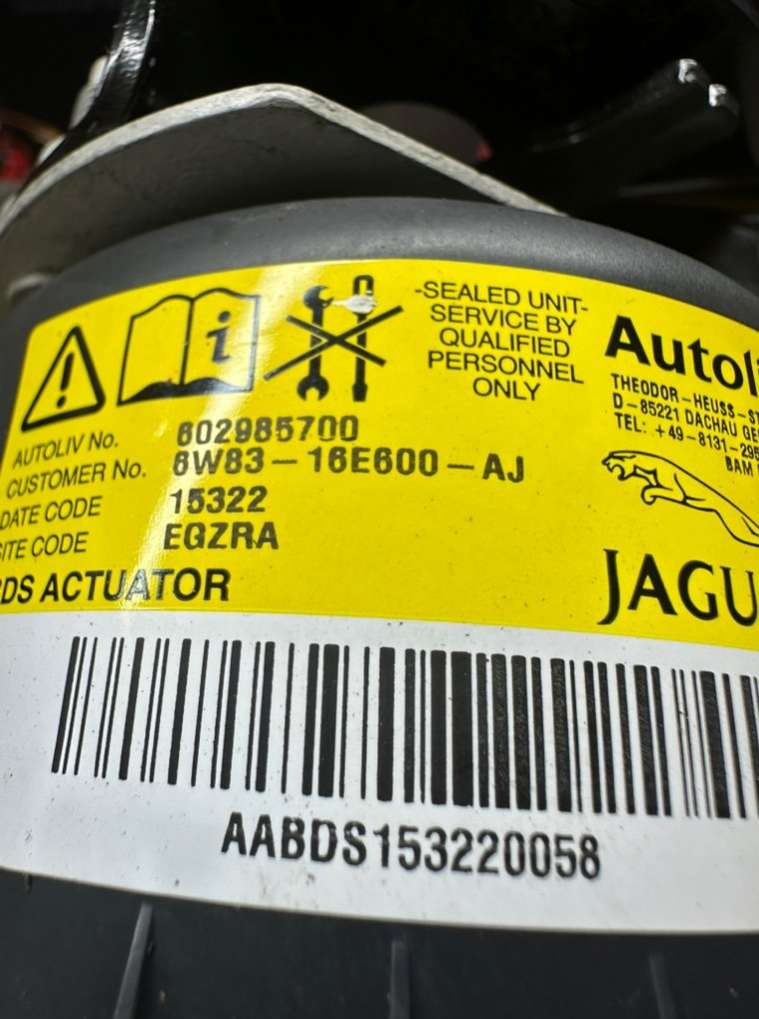 -SEALED UNIT-
SERVICE BY
QUALIFIED
PERSONNEL
ONLY
Autol
THEODOR-HEUSS-ST
D-85221 DACHAU GE
TEL: +49-8131-295
BAM
AUTOLIV No. 602985700
CUSTOMER No. 6W83-16E600-AJ
DATE CODE 15322
SITE CODE EGZRA
BDS ACTUATOR
JAGU
AABDS153220058